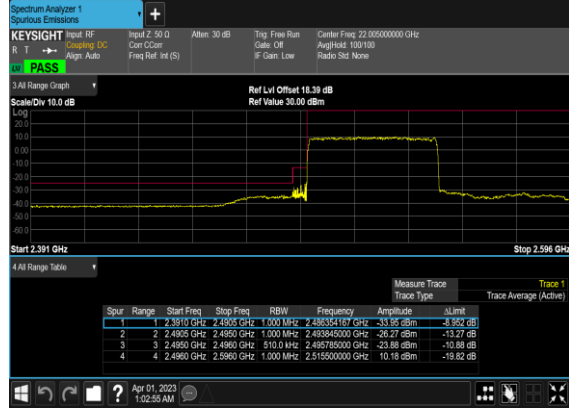 Spectrum Analyzer 1
Spurious Emissions
KEYSIGHT Input: RF Input Z: 50 Ω Atten: 30 dB Trig: Free Run Center Freq: 22.005000000 GHz
R T Coupling: DC Corr CCorr Gate: Off Avg|Hold: 100/100
Align: Auto Freq Ref: Int (S) IF Gain: Low Radio Std: None
PASS
3 All Range Graph
Ref Lvl Offset 18.39 dB
Scale/Div 10.0 dB Ref Value 30.00 dBm
Log
20.0
10.0
0.00
-10.0
-20.0
-30.0
-40.0
-50.0
-60.0
Start 2.391 GHz Stop 2.596 GHz
4 All Range Table
Measure Trace Trace 1
Trace Type Trace Average (Active)
Spur Range Start Freq Stop Freq RBW Frequency Amplitude ΔLimit
1 1 2.3910 GHz 2.4905 GHz 1.000 MHz 2.486354167 GHz -33.95 dBm -8.952 dB
2 2 2.4905 GHz 2.4950 GHz 1.000 MHz 2.493845000 GHz -26.27 dBm -13.27 dB
3 3 2.4950 GHz 2.4960 GHz 510.0 kHz 2.495785000 GHz -23.88 dBm -10.88 dB
4 4 2.4960 GHz 2.5960 GHz 1.000 MHz 2.515500000 GHz 10.18 dBm -19.82 dB
Apr 01, 2023
1:02:55 AM